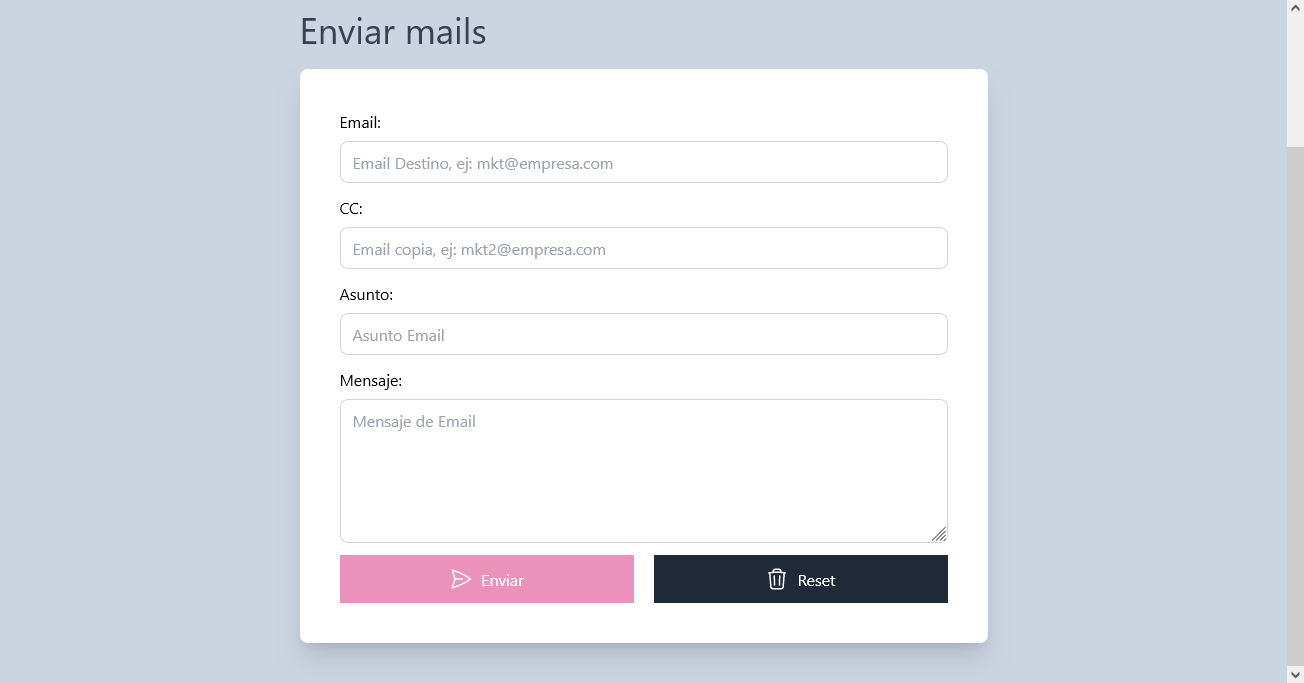 Enviar mails
Email:
Email Destino, ej: mkt@empresa.com
CC:
Email copia, ej: mkt2@empresa.com
Asunto:
Asunto Email
Mensaje:
Mensaje de Email
Enviar
Reset